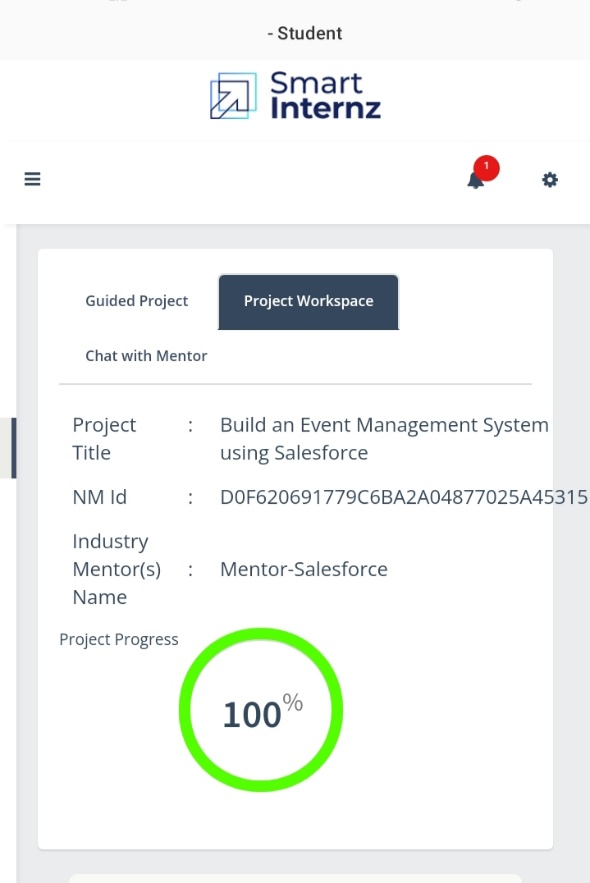 - Student
Smart
Internz
1
Guided Project
Project Workspace
Chat with Mentor
Project
Title
:
Build an Event Management System
using Salesforce
NM Id
:
D0F620691779C6BA2A04877025A45315
Industry
Mentor(s)
Name
:
Mentor-Salesforce
Project Progress
100%